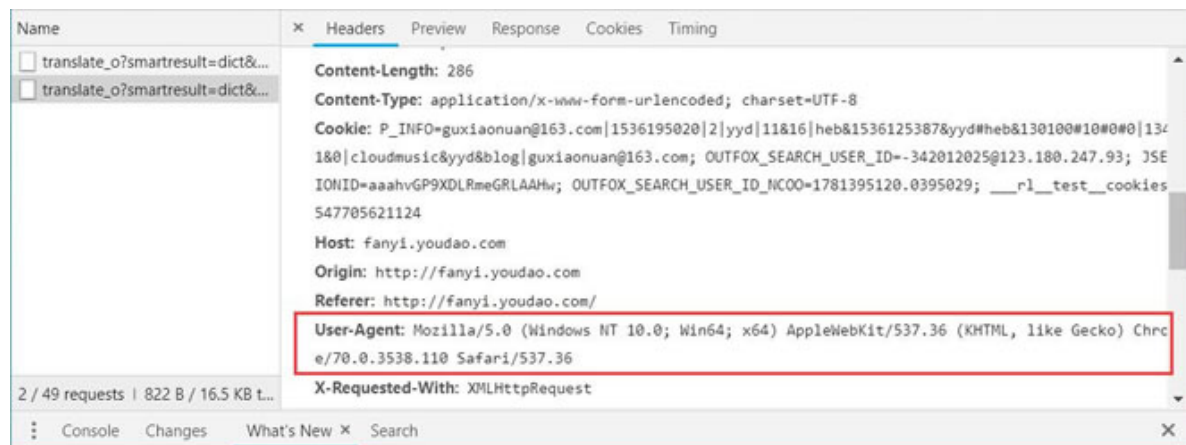 Name
× Headers Preview Response Cookies Timing
translate_o?smartresult=dict&...
translate_o?smartresult=dict&...
Content-Length: 286
Content-Type: application/x-www-form-urlencoded; charset=UTF-8
Cookie: P_INFO=guxiaonuan@163.com|1536195020|2|yyd|11&16|heb&1536125387&yyd#heb&130100#10#0#0|134
1&0|cloudmusic&yyd&blog|guxiaonuan@163.com; OUTFOX_SEARCH_USER_ID=-342012025@123.180.247.93; JSE
IONID=aaahvGP9XDLRmeGRLAAHw; OUTFOX_SEARCH_USER_ID_NCOO=1781395120.0395029; ___rl__test__cookies
547705621124
Host: fanyi.youdao.com
Origin: http://fanyi.youdao.com
Referer: http://fanyi.youdao.com/
User-Agent: Mozilla/5.0 (Windows NT 10.0; Win64; x64) AppleWebKit/537.36 (KHTML, like Gecko) Chro
e/70.0.3538.110 Safari/537.36
X-Requested-With: XMLHttpRequest
2 / 49 requests | 822 B / 16.5 KB t...
Console Changes What's New × Search ×